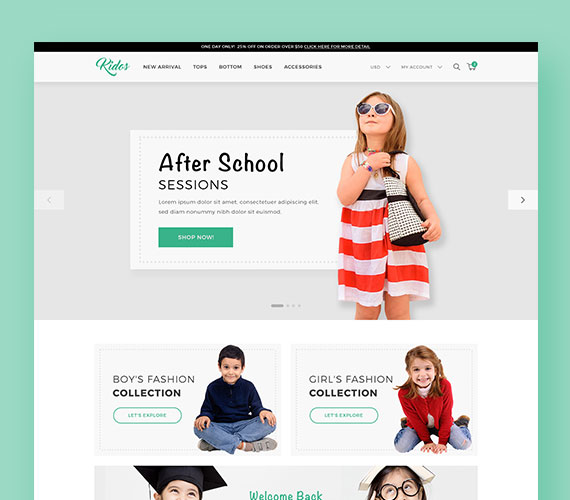 ONE DAY ONLY! 25% OFF ON ORDER OVER $50 CLICK HERE FOR MORE DETAIL
Kidos
NEW ARRIVAL TOPS BOTTOM SHOES ACCESSORIES
USD MY ACCOUNT
After School
SESSIONS
Lorem ipsum dolor sit amet, consectetuer adipiscing elit.
sed diam nonummy nibh dolor sit euismod.
SHOP NOW!
BOY'S FASHION
COLLECTION
LET'S EXPLORE
GIRL'S FASHION
COLLECTION
LET'S EXPLORE
Welcome Back